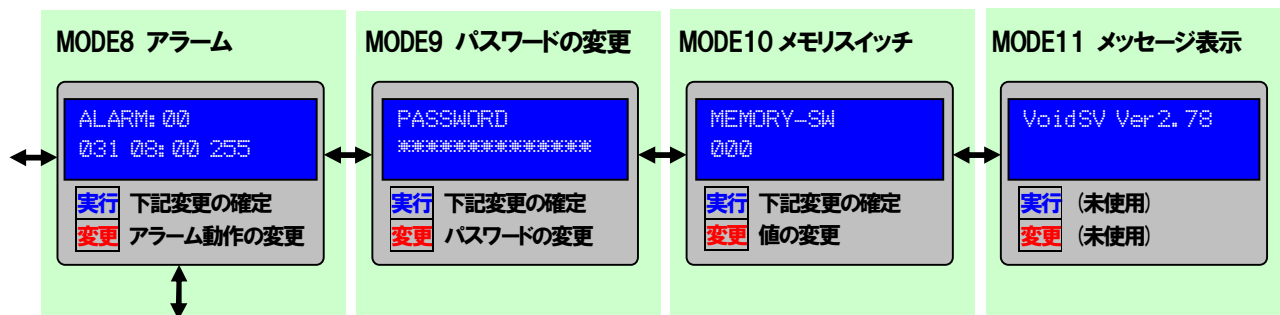 MODE8 アラーム
ALARM:00
031 08:00 255
実行 下記変更の確定
変更 アラーム動作の変更
MODE9 パスワードの変更
PASSWORD
**************
実行 下記変更の確定
変更 パスワードの変更
MODE10 メモリスイッチ
MEMORY-SW
000
実行 下記変更の確定
変更 値の変更
MODE11 メッセージ表示
VoidSV Ver2.78
実行 (未使用)
変更 (未使用)